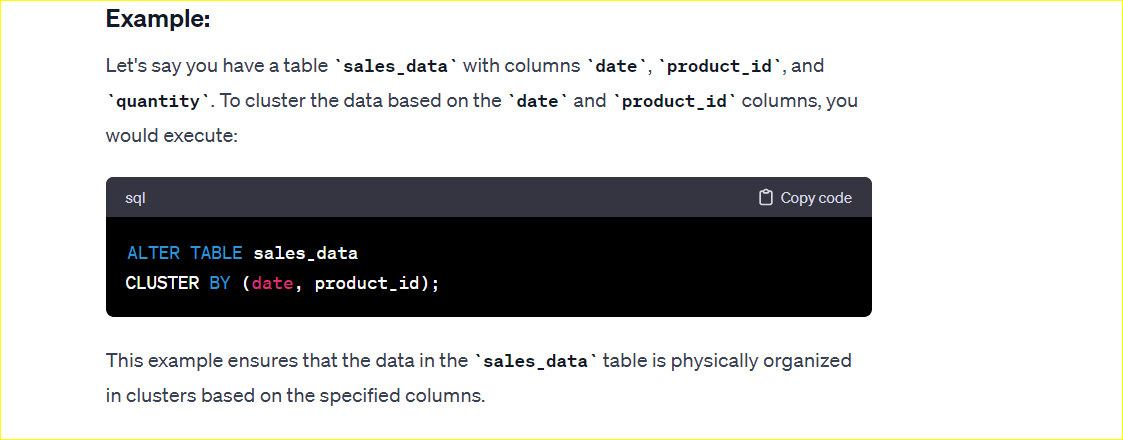 Example:
Let's say you have a table `sales_data` with columns `date`, `product_id`, and
`quantity`. To cluster the data based on the `date` and `product_id` columns, you
would execute:
sql Copy code
ALTER TABLE sales_data
CLUSTER BY (date, product_id);
This example ensures that the data in the `sales_data` table is physically organized
in clusters based on the specified columns.